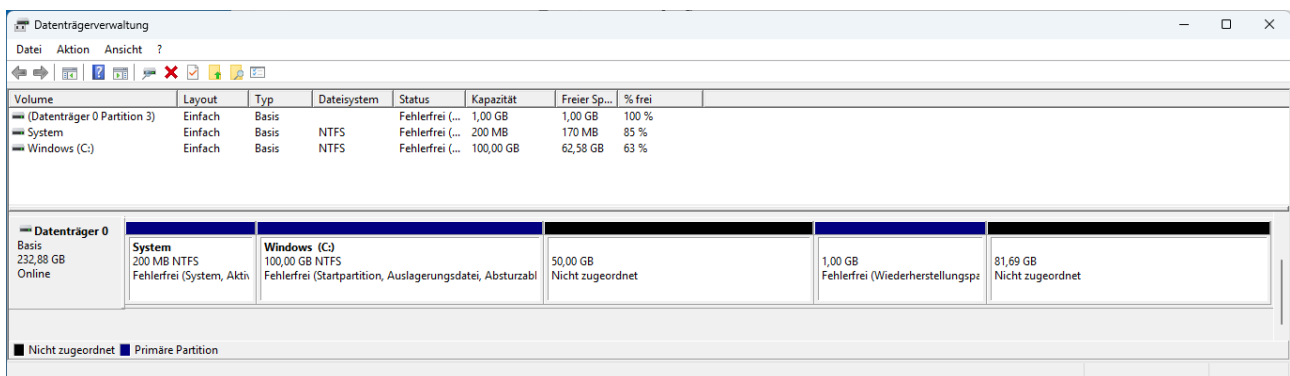 Datenträgerverwaltung
Datei Aktion Ansicht ?
Volume Layout Typ Dateisystem Status Kapazität Freier Sp... % frei
(Datenträger 0 Partition 3) Einfach Basis Fehlerfrei (... 1,00 GB 1,00 GB 100 %
System Einfach Basis NTFS Fehlerfrei (... 200 MB 170 MB 85 %
Windows (C:) Einfach Basis NTFS Fehlerfrei (... 100,00 GB 62,58 GB 63 %
Datenträger 0
Basis
232,88 GB
Online
System
200 MB NTFS
Fehlerfrei (System, Aktiv
Windows (C:)
100,00 GB NTFS
Fehlerfrei (Startpartition, Auslagerungsdatei, Absturzabl
50,00 GB
Nicht zugeordnet
1,00 GB
Fehlerfrei (Wiederherstellungspa
81,69 GB
Nicht zugeordnet
Nicht zugeordnet Primäre Partition